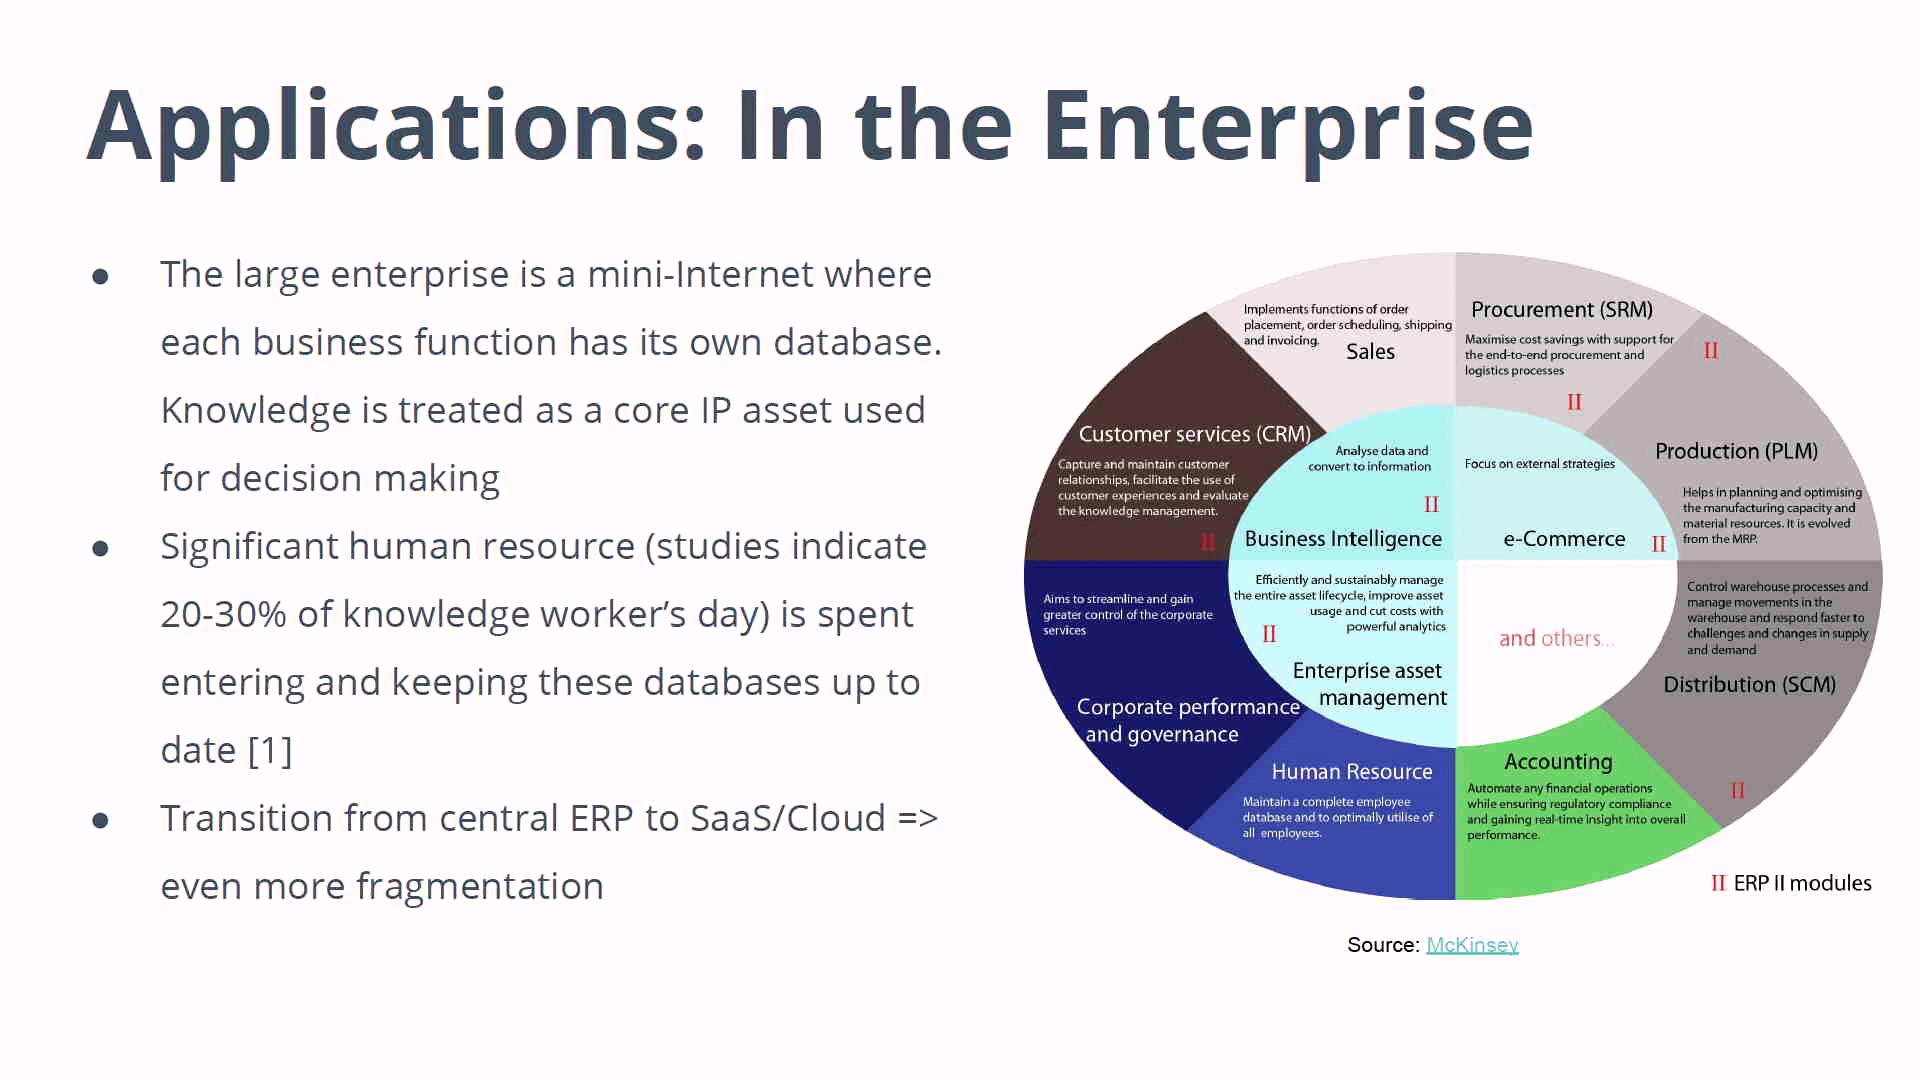 Applications: In the Enterprise
● The large enterprise is a mini-Internet where
each business function has its own database.
Knowledge is treated as a core IP asset used
for decision making
● Significant human resource (studies indicate
20-30% of knowledge worker’s day) is spent
entering and keeping these databases up to
date [1]
● Transition from central ERP to SaaS/Cloud =>
even more fragmentation
Implements functions of order
placement, order scheduling, shipping
and invoicing.
Sales
Procurement (SRM)
Maximise cost savings with support for
the end-to-end procurement and
logistics processes
II
II
Production (PLM)
Helps in planning and optimising
the manufacturing capacity and
material resources. It is evolved
from the MRP.
Customer services (CRM)
Capture and maintain customer
relationships, facilitate the use of
customer experiences and evaluate
the knowledge management.
II
Analyse data and
convert to information
II
Business Intelligence
Focus on external strategies
e-Commerce
II
Aims to streamline and gain
greater control of the corporate
services
Corporate performance
and governance
Efficiently and sustainably manage
the entire asset lifecycle, improve asset
usage and cut costs with
powerful analytics
II
Enterprise asset
management
and others...
Control warehouse processes and
manage movements in the
warehouse and respond faster to
challenges and changes in supply
and demand
Distribution (SCM)
II
Human Resource
Maintain a complete employee
database and to optimally utilise of
all employees.
Accounting
Automate any financial operations
while ensuring regulatory compliance
and gaining real-time insight into overall
performance.
II ERP II modules
Source: McKinsey